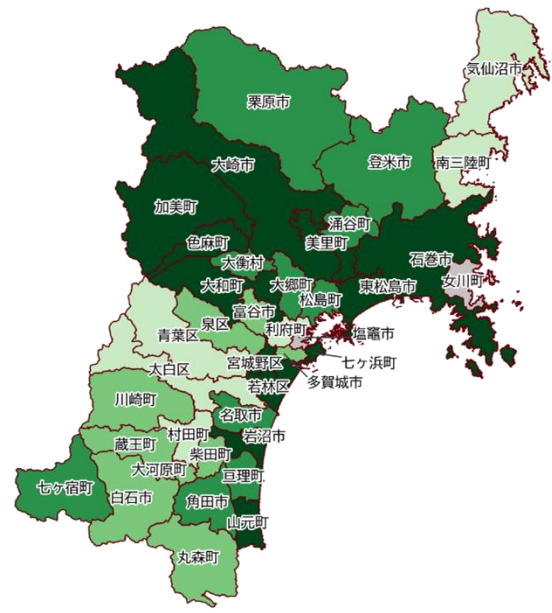 気仙沼市
栗原市
登米市
南三陸町
大崎市
加美町
涌谷町
色麻町
美里町
石巻市
大衡村
女川町
大和町
大郷町
松島町
東松島市
富谷市
利府町
塩竈市
泉区
青葉区
宮城野区
七ヶ浜町
太白区
多賀城市
若林区
川崎町
名取市
村田町
岩沼市
蔵王町
柴田町
大河原町
亘理町
七ヶ宿町
白石市
角田市
山元町
丸森町